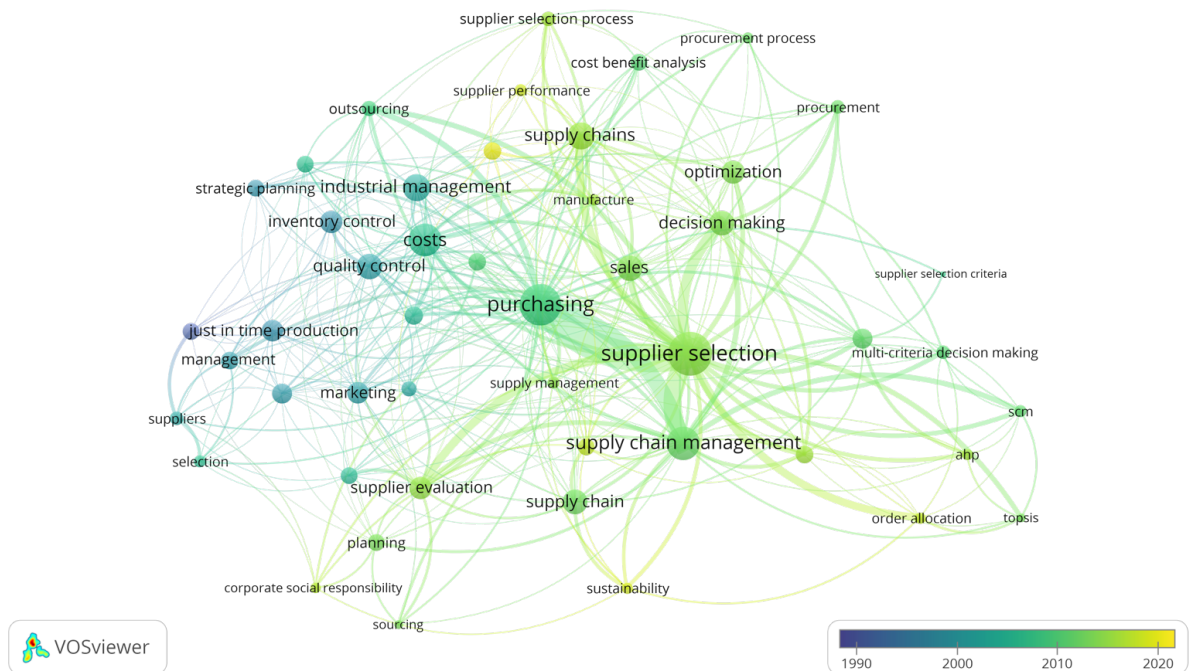 supplier selection process
procurement process
cost benefit analysis
supplier performance
outsourcing
procurement
supply chains
optimization
strategic planning
industrial management
manufacture
inventory control
decision making
costs
quality control
sales
supplier selection criteria
purchasing
just in time production
supplier selection
multi-criteria decision making
management
supply management
marketing
scm
suppliers
supply chain management
ahp
selection
supplier evaluation
supply chain
order allocation
topsis
planning
corporate social responsibility
sustainability
sourcing
VOSviewer
1990
2000
2010
2020